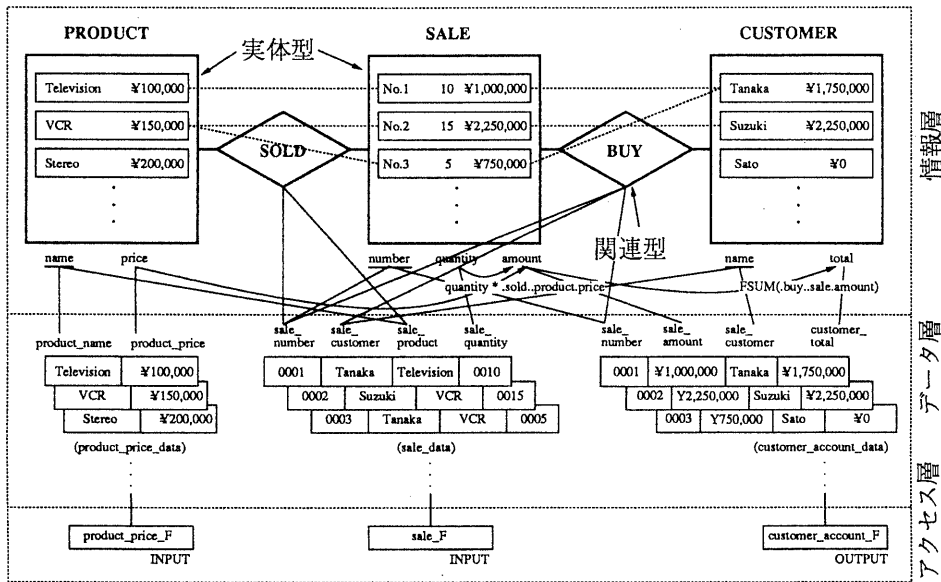 PRODUCT
SALE
CUSTOMER
実体型
Television ¥100,000
VCR ¥150,000
Stereo ¥200,000
No.1 10 ¥1,000,000
No.2 15 ¥2,250,000
No.3 5 ¥750,000
Tanaka ¥1,750,000
Suzuki ¥2,250,000
Sato ¥0
SOLD
BUY
関連型
情報層
name price
number quantity amount
name total
quantity * .sold..product.price
FSUM(.buy..sale.amount)
データ層
product_name product_price
sale_number sale_customer sale_product sale_quantity
sale_number sale_amount sale_customer customer_total
Television ¥100,000
VCR ¥150,000
Stereo ¥200,000
(product_price_data)
0001 Tanaka Television 0010
0002 Suzuki VCR 0015
0003 Tanaka VCR 0005
(sale_data)
0001 ¥1,000,000 Tanaka ¥1,750,000
0002 Y2,250,000 Suzuki ¥2,250,000
0003 Y750,000 Sato ¥0
(customer_account_data)
アクセス層
product_price_F
INPUT
sale_F
INPUT
customer_account_F
OUTPUT